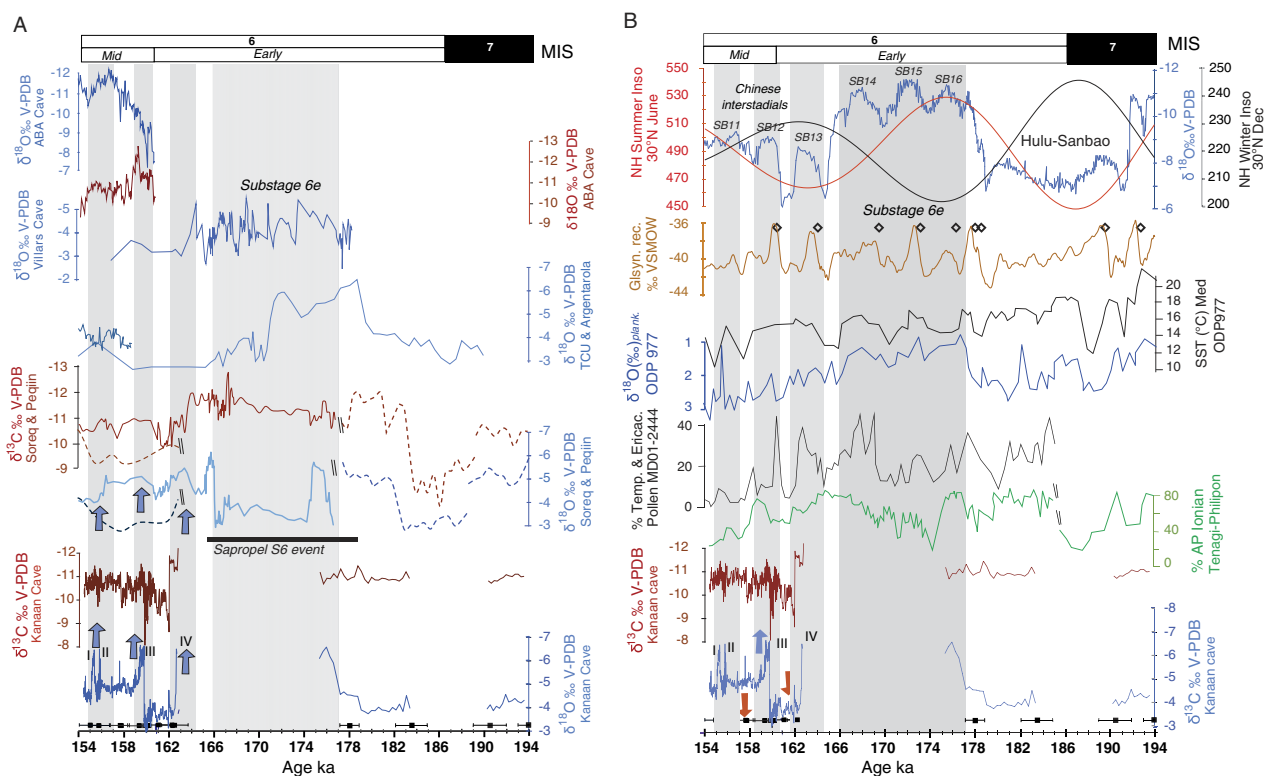 A
6
7
MIS
Mid
Early
-12
-11
-10
-9
-8
-7
δ18O ‰ V-PDB
ABA Cave
-13
-12
-11
-10
-9
δ18O ‰ V-PDB
ABA Cave
Substage 6e
-5
-4
-3
-2
δ18O ‰ V-PDB
Villars Cave
-7
-6
-5
-4
-3
δ18O ‰ V-PDB
TCU & Argentarola
-13
-12
-11
-10
-9
δ13C ‰ V-PDB
Soreq & Peqiin
-7
-6
-5
-4
-3
δ18O ‰ V-PDB
Soreq & Peqiin
Sapropel S6 event
-12
-11
-10
-9
-8
δ13C ‰ V-PDB
Kanaan Cave
I
II
III
IV
-7
-6
-5
-4
-3
δ18O ‰ V-PDB
Kanaan Cave
154 158 162 166 170 174 178 182 186 190 194
Age ka
B
6
7
MIS
Mid
Early
550
530
510
490
470
450
NH Summer Inso
30°N June
SB14
SB15
SB16
Chinese
interstadials
SB11
SB12
SB13
Hulu-Sanbao
-12
-10
-8
-6
δ18O‰V-PDB
250
240
230
220
210
200
NH Winter Inso
30°N Dec
Substage 6e
-36
-40
-44
Glsyn. rec.
‰ VSMOW
20
18
16
14
12
10
SST (°C) Med
ODP977
1
2
3
δ18O(‰)plank.
ODP 977
40
20
0
% Temp. & Ericac.
Pollen MD01-2444
80
40
0
% AP Ionian
Tenagi-Philipon
-12
-11
-10
-9
-8
δ13C ‰ V-PDB
Kanaan cave
I
II
III
IV
-8
-7
-6
-5
-4
-3
δ13C ‰ V-PDB
Kanaan cave
154 158 162 166 170 174 178 182 186 190 194
Age ka